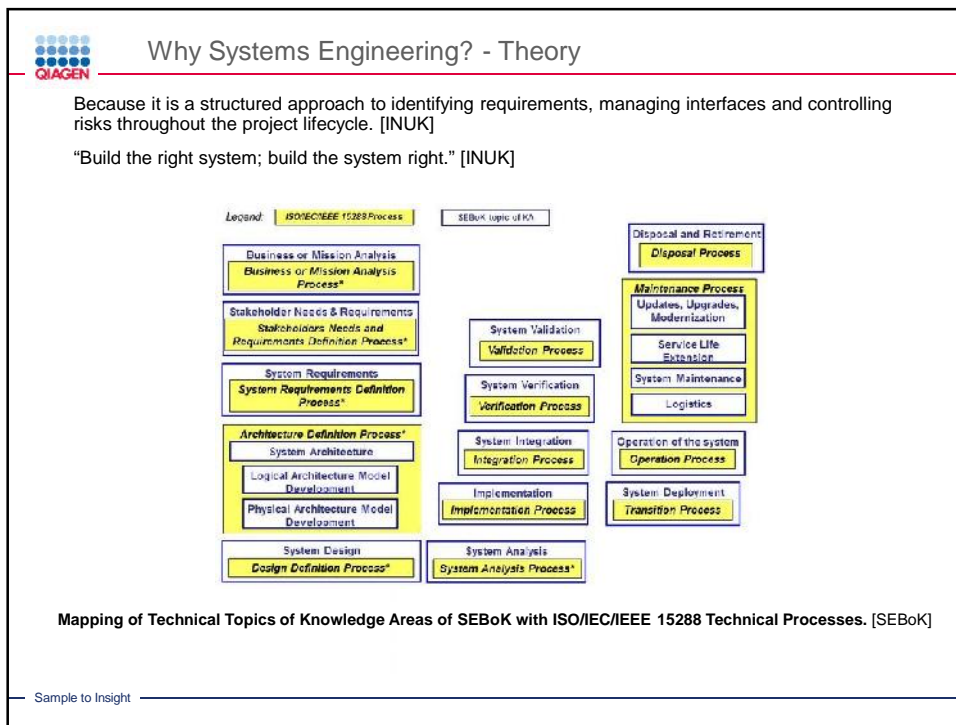 QIAGEN
Why Systems Engineering? - Theory
Because it is a structured approach to identifying requirements, managing interfaces and controlling
risks throughout the project lifecycle. [INUK]
“Build the right system; build the system right.” [INUK]
Legend:
ISO/IEC/IEEE 15288 Process
SEBoK topic of KA
Business or Mission Analysis
Business or Mission Analysis
Process*
Stakeholder Needs & Requirements
Stakeholders Needs and
Requirements Definition Process*
System Requirements
System Requirements Definition
Process*
Architecture Definition Process*
System Architecture
Logical Architecture Model
Development
Physical Architecture Model
Development
System Design
Design Definition Process*
System Validation
Validation Process
System Verification
Verification Process
System Integration
Integration Process
Implementation
Implementation Process
System Analysis
System Analysis Process*
Disposal and Retirement
Disposal Process
Maintenance Process
Updates, Upgrades,
Modernization
Service Life
Extension
System Maintenance
Logistics
Operation of the system
Operation Process
System Deployment
Transition Process
Mapping of Technical Topics of Knowledge Areas of SEBoK with ISO/IEC/IEEE 15288 Technical Processes. [SEBoK]
Sample to Insight